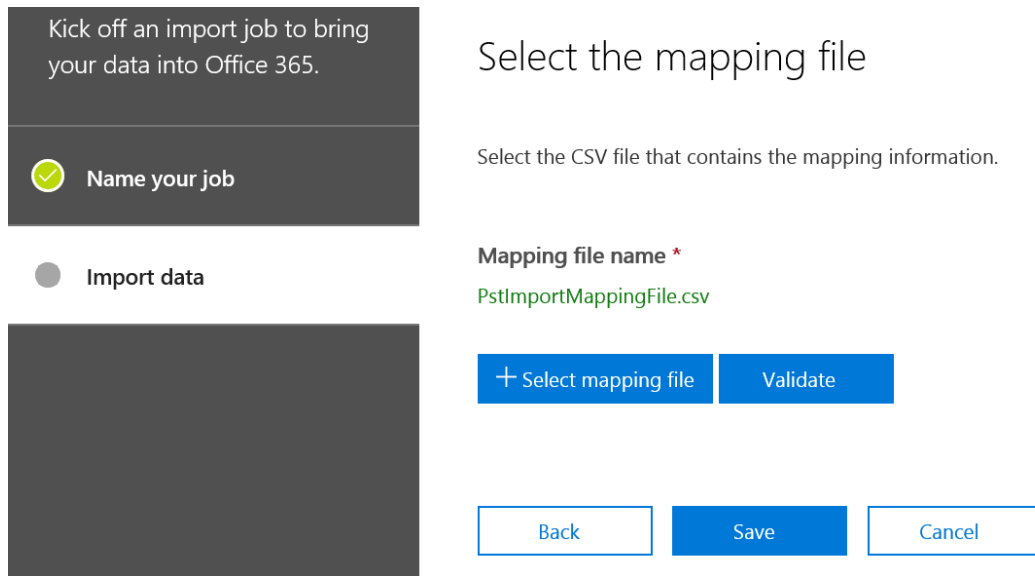 Kick off an import job to bring
your data into Office 365.
Name your job
Import data
Select the mapping file
Select the CSV file that contains the mapping information.
Mapping file name *
PstImportMappingFile.csv
+ Select mapping file
Validate
Back
Save
Cancel